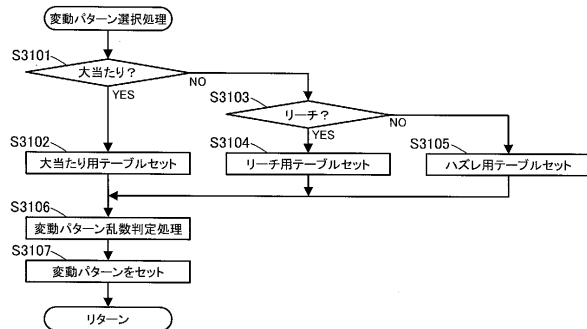 変動パターン選択処理
S3101
大当たり?
NO
YES
S3103
リーチ?
NO
YES
S3102
大当たり用テーブルセット
S3104
リーチ用テーブルセット
S3105
ハズレ用テーブルセット
S3106
変動パターン乱数判定処理
S3107
変動パターンをセット
リターン